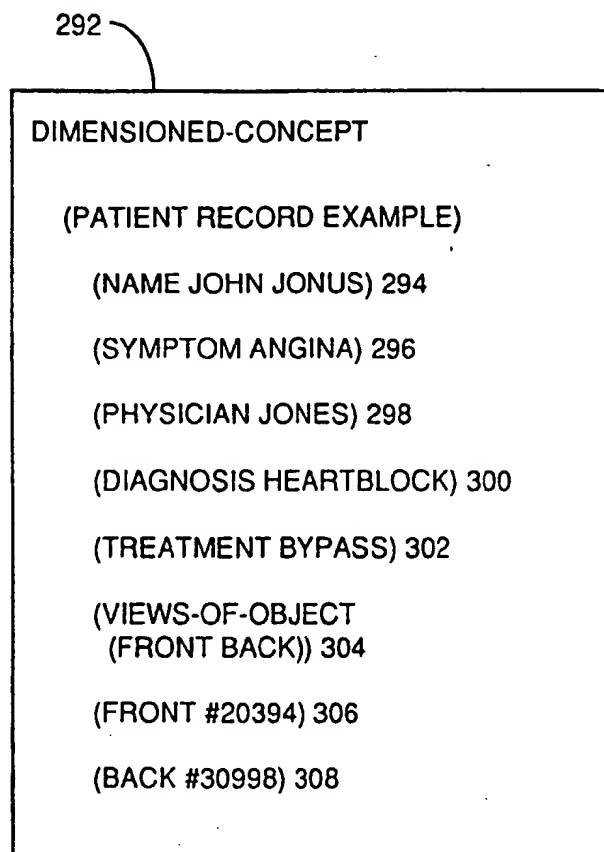 292
DIMENSIONED-CONCEPT
(PATIENT RECORD EXAMPLE)
(NAME JOHN JONUS) 294
(SYMPTOM ANGINA) 296
(PHYSICIAN JONES) 298
(DIAGNOSIS HEARTBLOCK) 300
(TREATMENT BYPASS) 302
(VIEWS-OF-OBJECT
(FRONT BACK)) 304
(FRONT #20394) 306
(BACK #30998) 308